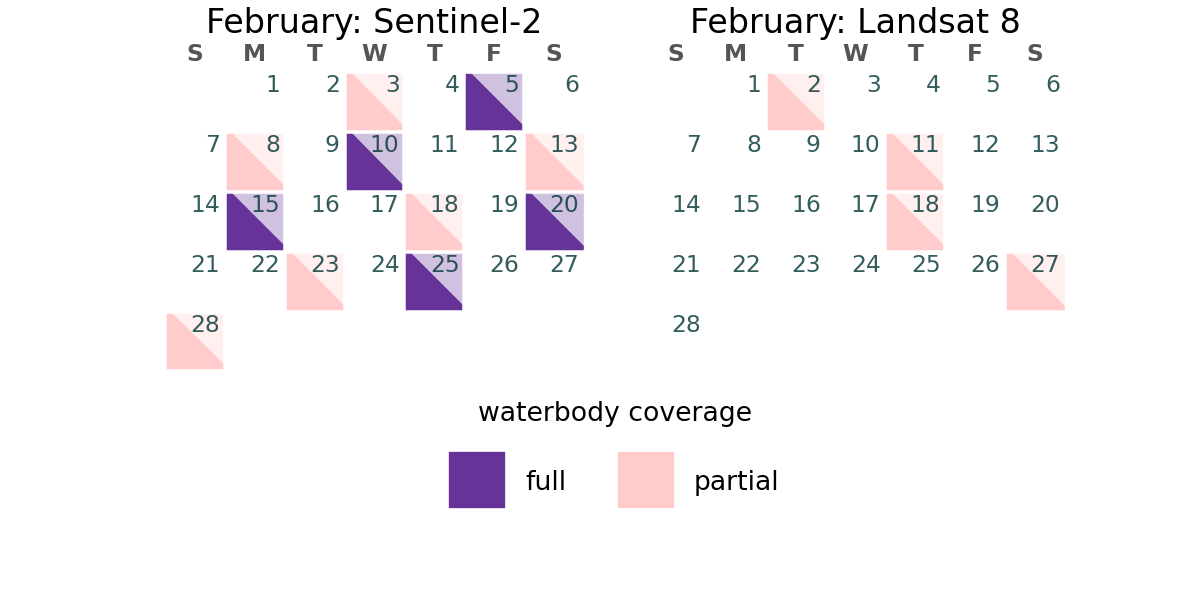 February: Sentinel-2
S M T W T F S
1 2 3 4 5 6
7 8 9 10 11 12 13
14 15 16 17 18 19 20
21 22 23 24 25 26 27
28
February: Landsat 8
S M T W T F S
1 2 3 4 5 6
7 8 9 10 11 12 13
14 15 16 17 18 19 20
21 22 23 24 25 26 27
28
waterbody coverage
full partial